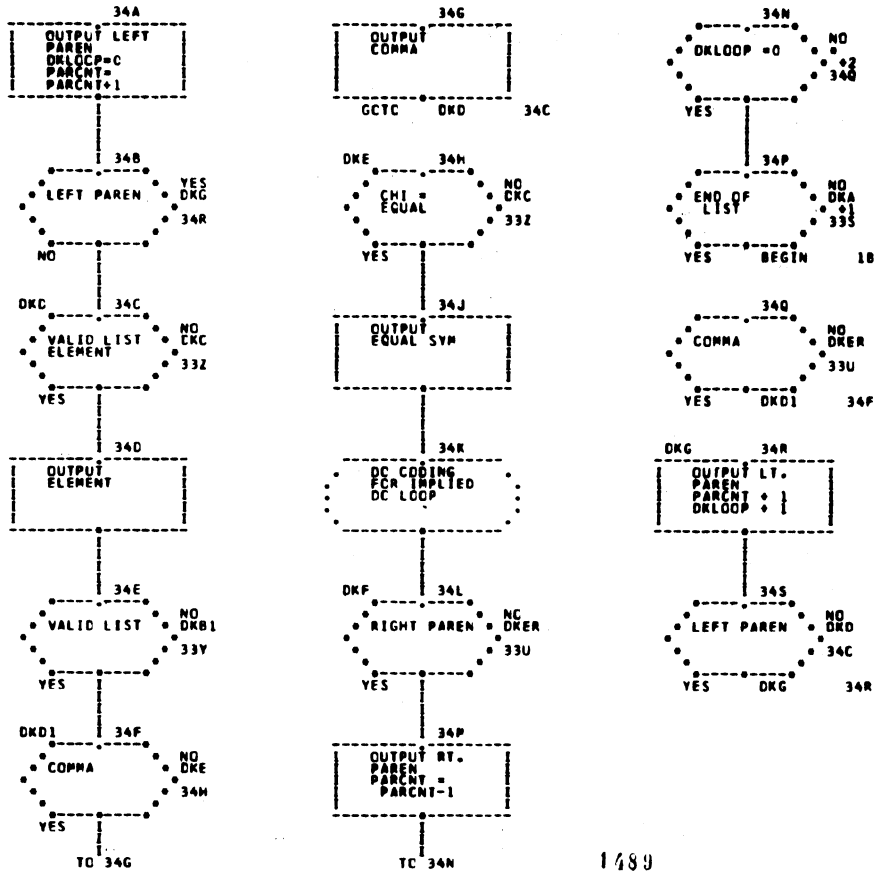 34A
OUTPUT LEFT
PAREN
DKLOCP=0
PARCNT=
PARCNT+1
34B
LEFT PAREN
YES
DKG
34R
NO
DKC 34C
VALID LIST
ELEMENT
NO
CKC
33Z
YES
34D
OUTPUT
ELEMENT
34E
VALID LIST
NO
DKB1
33Y
YES
DKD1 34F
COMMA
NO
DKE
34H
YES
TO 34G
34G
OUTPUT
COMMA
GCTC DKD 34C
DKE 34H
CHI =
EQUAL
NO
DKC
33Z
YES
34J
OUTPUT
EQUAL SYM
34K
DC CODING
FCR IMPLIED
DC LOOP
DKF 34L
RIGHT PAREN
NC
DKER
33U
YES
34M
OUTPUT RT.
PAREN
PARCNT =
PARCNT-1
TC 34N
34N
DKLOOP =0
NO
+2
34Q
YES
34P
END OF
LIST
NO
DKA
+1
33S
YES BEGIN 1B
34Q
COMMA
NO
DKER
33U
YES DKD1 34F
DKG 34R
OUTPUT LT.
PAREN
PARCNT + 1
DKLOOP + 1
34S
LEFT PAREN
NO
DKD
34C
YES DKG 34R
1489